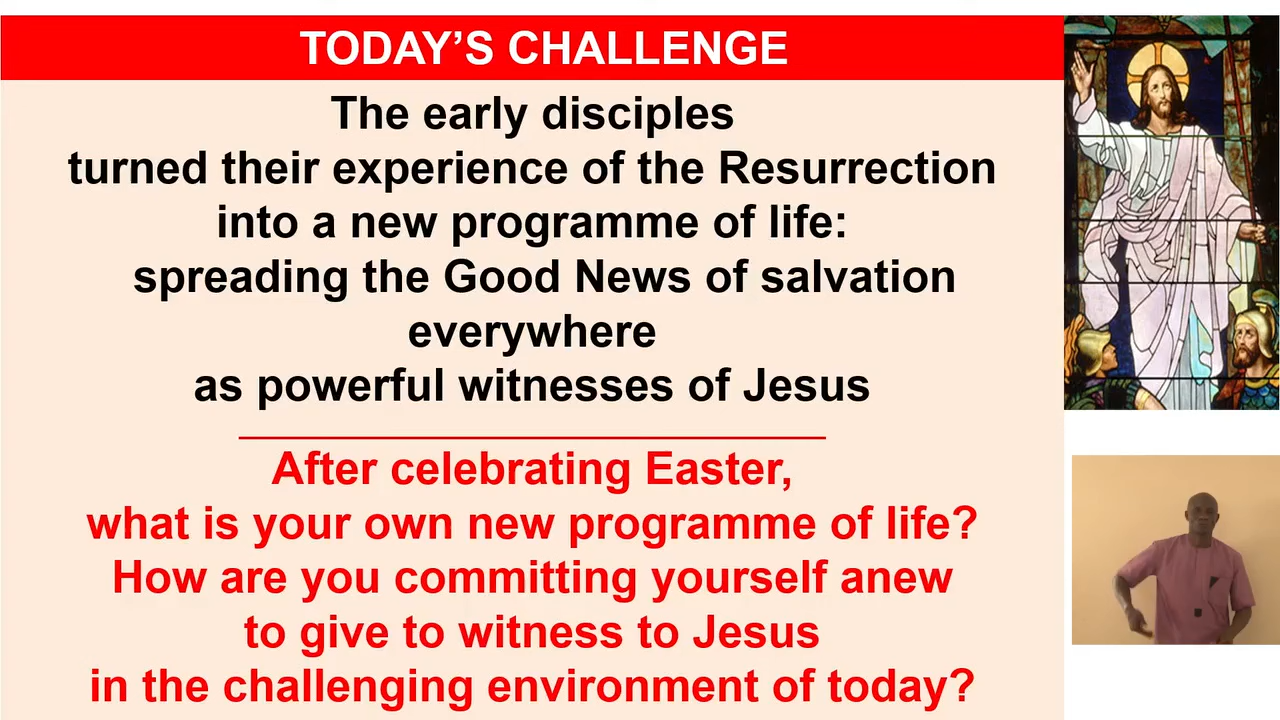 TODAY’S CHALLENGE
The early disciples
turned their experience of the Resurrection
into a new programme of life:
spreading the Good News of salvation
everywhere
as powerful witnesses of Jesus
After celebrating Easter,
what is your own new programme of life?
How are you committing yourself anew
to give to witness to Jesus
in the challenging environment of today?